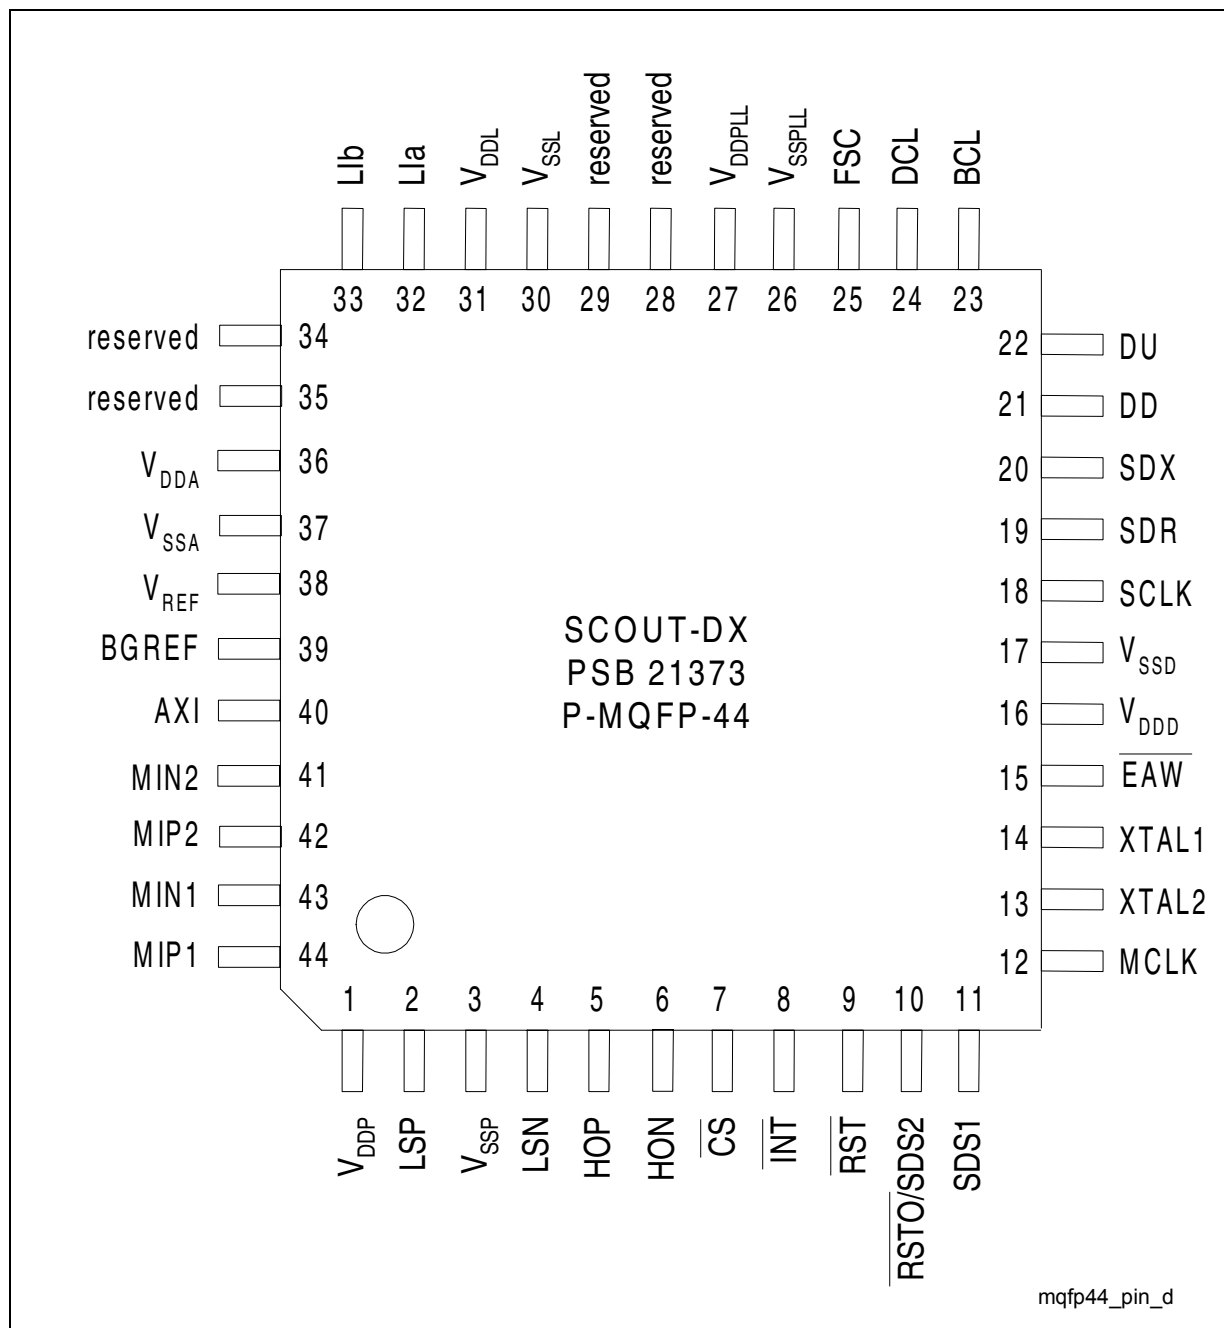 LIb
LIa
VDDL
VSSL
reserved
reserved
VDDPLL
VSSPLL
FSC
DCL
BCL
33 32 31 30 29 28 27 26 25 24 23
reserved 34
reserved 35
VDDA 36
VSSA 37
VREF 38
BGREF 39
AXI 40
MIN2 41
MIP2 42
MIN1 43
MIP1 44
22 DU
21 DD
20 SDX
19 SDR
18 SCLK
17 VSSD
16 VDDD
15 EAW
14 XTAL1
13 XTAL2
12 MCLK
SCOUT-DX
PSB 21373
P-MQFP-44
1 2 3 4 5 6 7 8 9 10 11
VDDP
LSP
VSSP
LSN
HOP
HON
CS
INT
RST
RSTO/SDS2
SDS1
mqfp44_pin_d